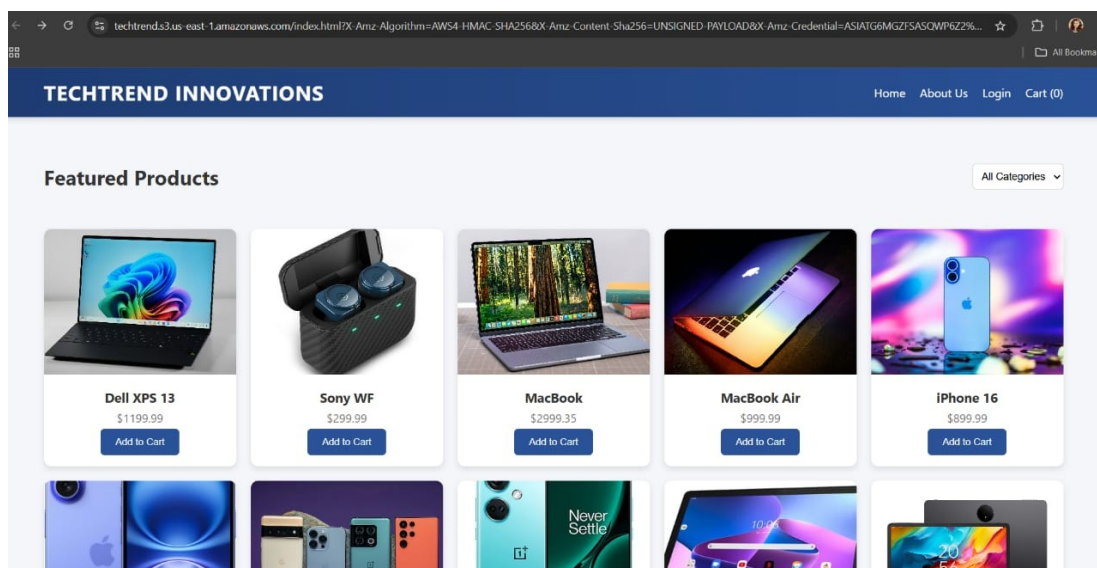 techtrend.s3.us-east-1.amazonaws.com/index.html?X-Amz-Algorithm=AWS4-HMAC-SHA256&X-Amz-Content-Sha256=UNSIGNED-PAYLOAD&X-Amz-Credential=ASIATG6MGZFSASQWP6Z2%...
All Bookma
TECHTREND INNOVATIONS
Home About Us Login Cart (0)
Featured Products
All Categories
Dell XPS 13 Sony WF MacBook MacBook Air iPhone 16
$1199.99 $299.99 $2999.35 $999.99 $899.99
Add to Cart Add to Cart Add to Cart Add to Cart Add to Cart
Never
Settle
10:05
20